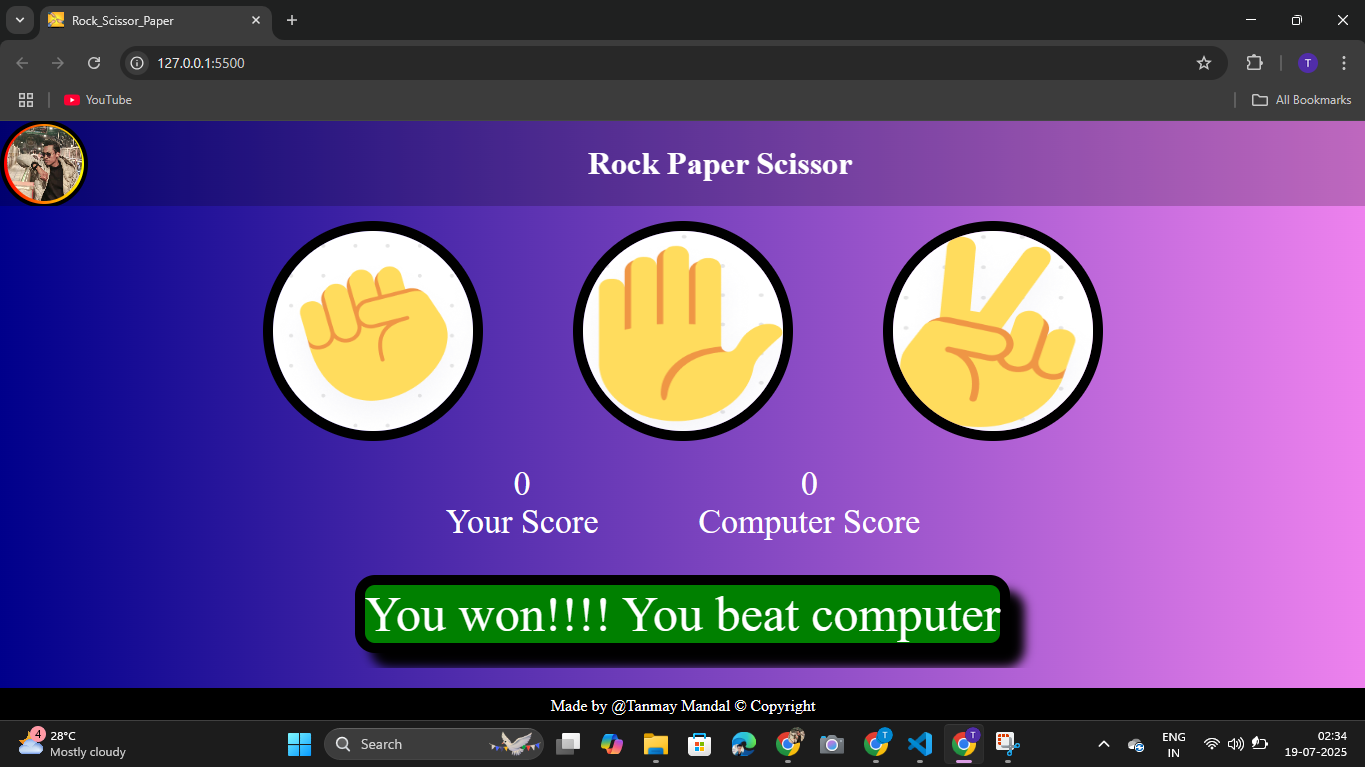 Rock_Scissor_Paper
127.0.0.1:5500
YouTube
All Bookmarks
Rock Paper Scissor
0
Your Score
0
Computer Score
You won!!!! You beat computer
Made by @Tanmay Mandal © Copyright
4
28°C
Mostly cloudy
Search
T
T
T
ENG
IN
02:34
19-07-2025